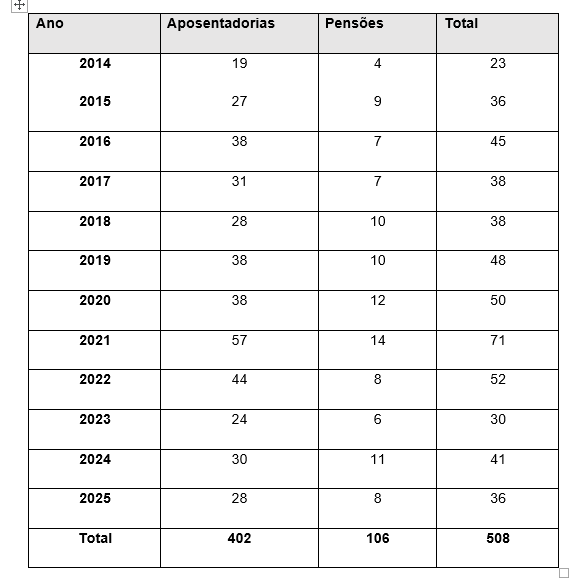 Ano Aposentadorias Pensões Total
2014 19 4 23
2015 27 9 36
2016 38 7 45
2017 31 7 38
2018 28 10 38
2019 38 10 48
2020 38 12 50
2021 57 14 71
2022 44 8 52
2023 24 6 30
2024 30 11 41
2025 28 8 36
Total 402 106 508